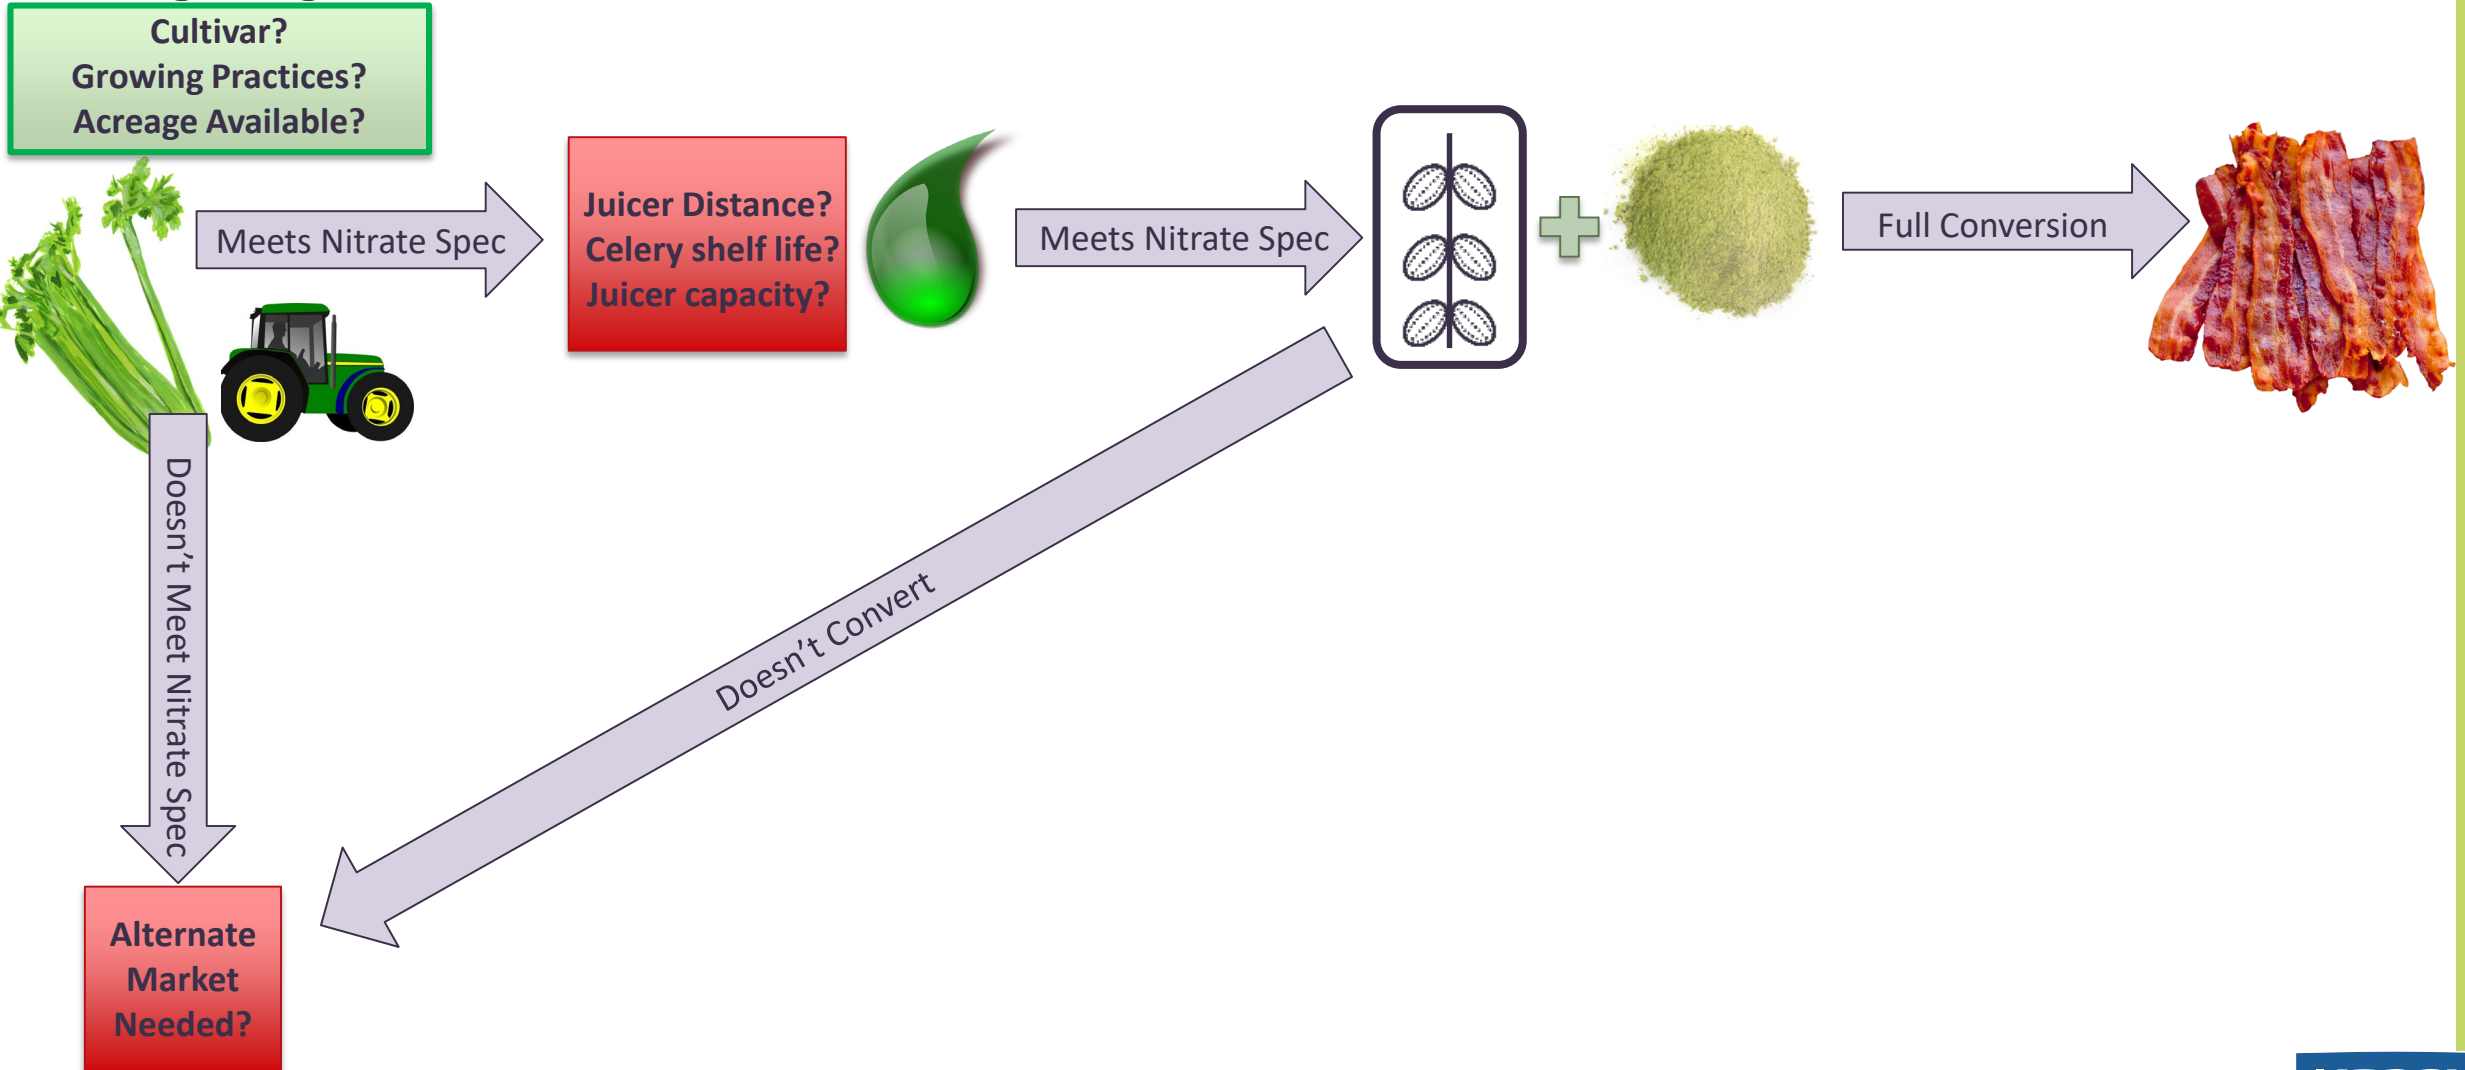 Cultivar?
Growing Practices?
Acreage Available?
Meets Nitrate Spec
Juicer Distance?
Celery shelf life?
Juicer capacity?
Meets Nitrate Spec
Full Conversion
Doesn't Meet Nitrate Spec
Doesn't Convert
Alternate
Market
Needed?